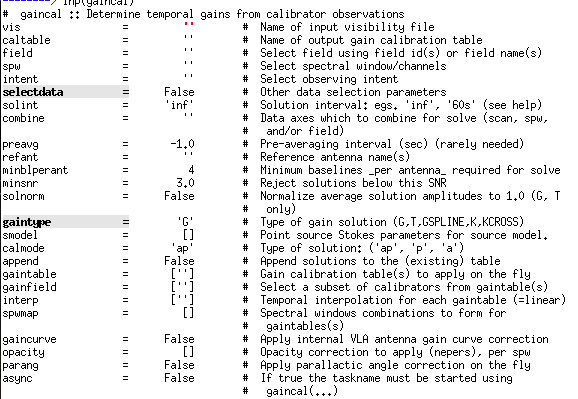 inp(gaincal)
#  gaincal :: Determine temporal gains from calibrator observations
vis                 =         ''        #  Name of input visibility file
caltable            =         ''        #  Name of output gain calibration table
field               =         ''        #  Select field using field id(s) or field name(s)
spw                 =         ''        #  Select spectral window/channels
intent              =         ''        #  Select observing intent
selectdata          =      False        #  Other data selection parameters
solint              =      'inf'        #  Solution interval: egs. 'inf', '60s' (see help)
combine             =         ''        #  Data axes which to combine for solve (scan, spw,
                                        #   and/or field)
preavg              =       -1.0        #  Pre-averaging interval (sec) (rarely needed)
refant              =         ''        #  Reference antenna name(s)
minblperant         =          4        #  Minimum baselines _per antenna_ required for solve
minsnr              =        3.0        #  Reject solutions below this SNR
solnorm             =      False        #  Normalize average solution amplitudes to 1.0 (G, T
                                        #   only)
gaintype            =        'G'        #  Type of gain solution (G,T,GSPLINE,K,KCROSS)
smodel              =         []        #  Point source Stokes parameters for source model.
calmode             =       'ap'        #  Type of solution: ('ap', 'p', 'a')
append              =      False        #  Append solutions to the (existing) table
gaintable           =       ['']        #  Gain calibration table(s) to apply on the fly
gainfield           =       ['']        #  Select a subset of calibrators from gaintable(s)
interp              =       ['']        #  Temporal interpolation for each gaintable (=linear)
spwmap              =         []        #  Spectral windows combinations to form for
                                        #   gaintables(s)
gaincurve           =      False        #  Apply internal VLA antenna gain curve correction
opacity             =         []        #  Opacity correction to apply (nepers), per spw
parang              =      False        #  Apply parallactic angle correction on the fly
async               =      False        #  If true the taskname must be started using
                                        #   gaincal(...)